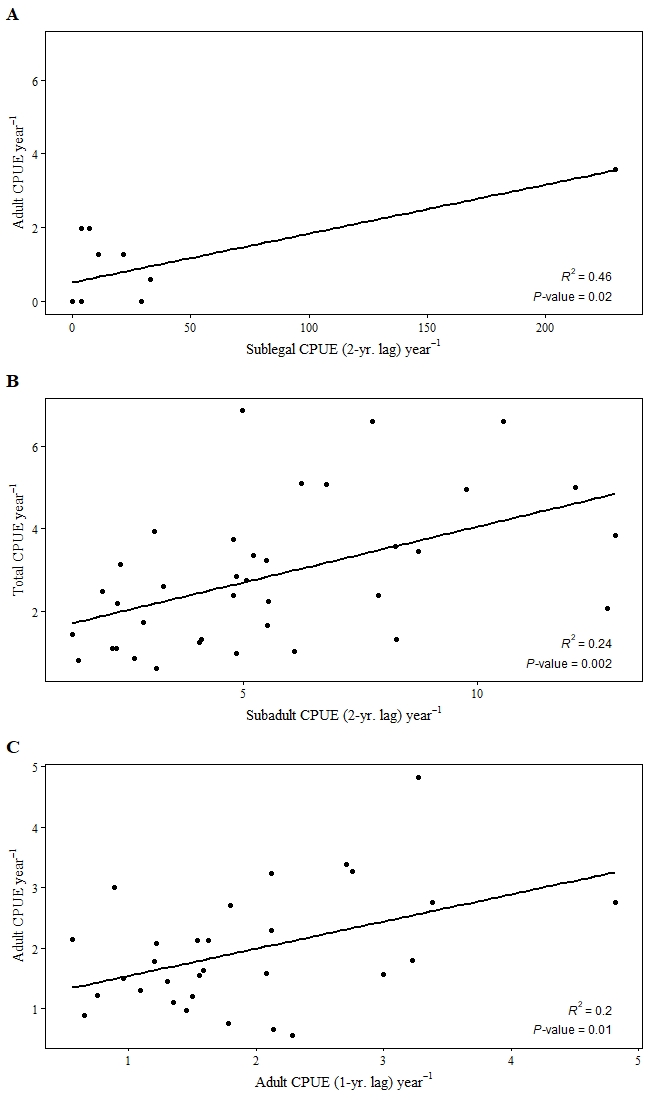 A
Adult CPUE year⁻¹
6
4
2
0
R² = 0.46
P-value = 0.02
0 50 100 150 200
Sublegal CPUE (2-yr. lag) year⁻¹
B
Total CPUE year⁻¹
6
4
2
R² = 0.24
P-value = 0.002
5 10
Subadult CPUE (2-yr. lag) year⁻¹
C
Adult CPUE year⁻¹
5
4
3
2
1
R² = 0.2
P-value = 0.01
1 2 3 4 5
Adult CPUE (1-yr. lag) year⁻¹